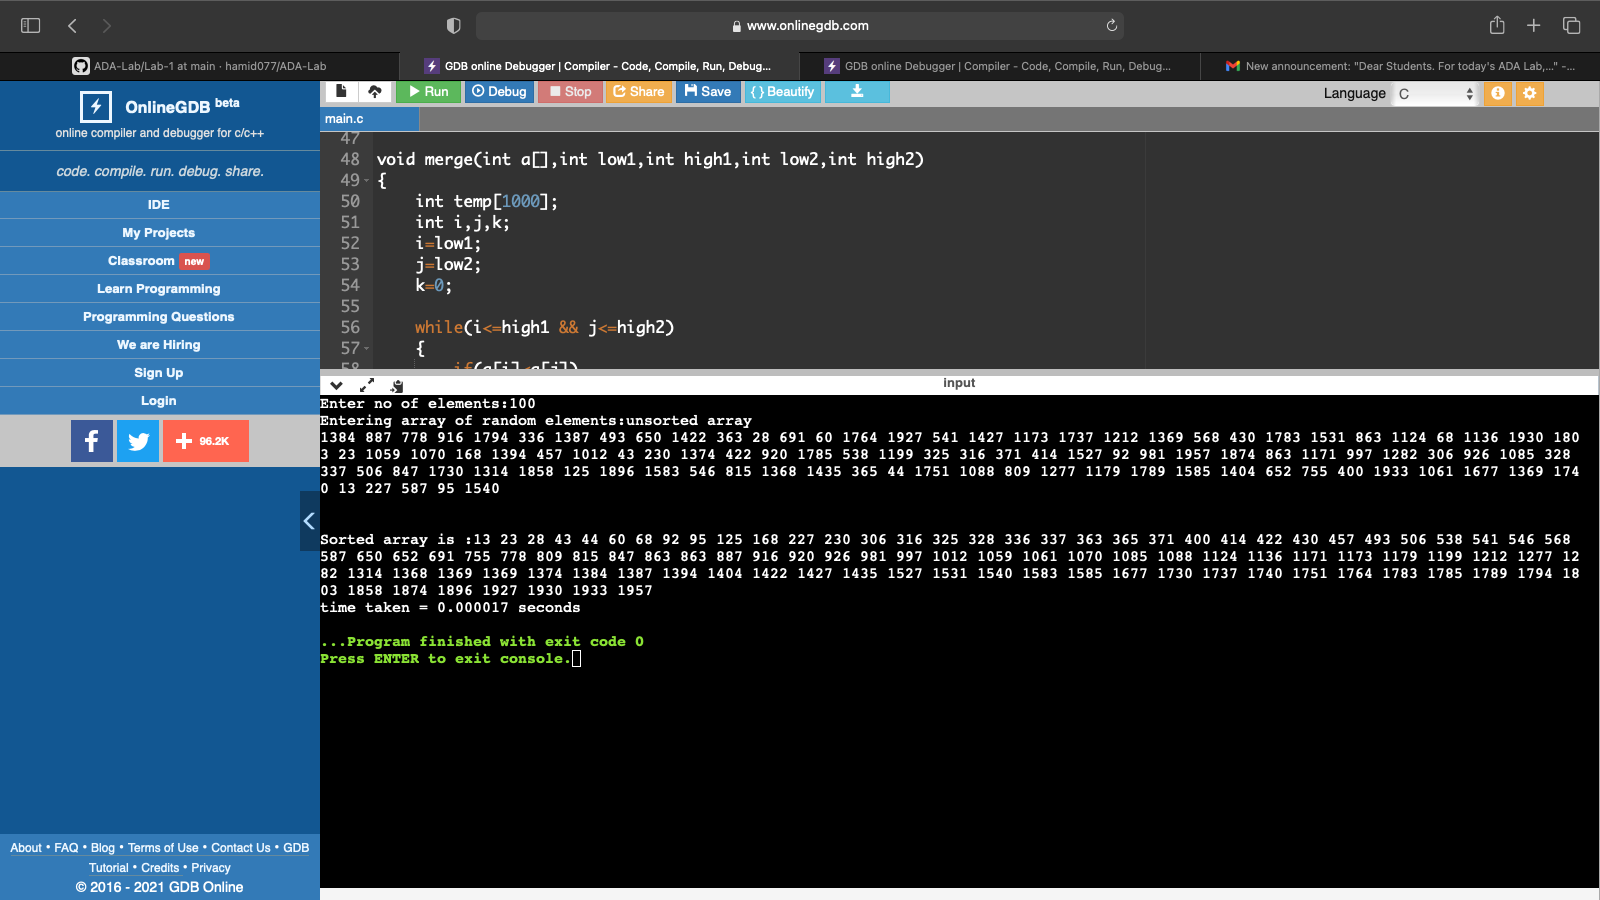 www.onlinegdb.com
ADA-Lab/Lab-1 at main · hamid077/ADA-Lab
GDB online Debugger | Compiler - Code, Compile, Run, Debug...
GDB online Debugger | Compiler - Code, Compile, Run, Debug...
New announcement: "Dear Students. For today's ADA Lab,..." -...
OnlineGDB beta
online compiler and debugger for c/c++
code. compile. run. debug. share.
IDE
My Projects
Classroom new
Learn Programming
Programming Questions
We are Hiring
Sign Up
Login
f
+ 96.2K
About • FAQ • Blog • Terms of Use • Contact Us • GDB
Tutorial • Credits • Privacy
© 2016 - 2021 GDB Online
Run Debug Stop Share Save { } Beautify
Language C
main.c
47
48 void merge(int a[],int low1,int high1,int low2,int high2)
49 {
50 int temp[1000];
51 int i,j,k;
52 i=low1;
53 j=low2;
54 k=0;
55
56 while(i<=high1 && j<=high2)
57 {
58 if(a[i]<a[j])
input
Enter no of elements:100
Entering array of random elements:unsorted array
1384 887 778 916 1794 336 1387 493 650 1422 363 28 691 60 1764 1927 541 1427 1173 1737 1212 1369 568 430 1783 1531 863 1124 68 1136 1930 180
3 23 1059 1070 168 1394 457 1012 43 230 1374 422 920 1785 538 1199 325 316 371 414 1527 92 981 1957 1874 863 1171 997 1282 306 926 1085 328
337 506 847 1730 1314 1858 125 1896 1583 546 815 1368 1435 365 44 1751 1088 809 1277 1179 1789 1585 1404 652 755 400 1933 1061 1677 1369 174
0 13 227 587 95 1540
Sorted array is :13 23 28 43 44 60 68 92 95 125 168 227 230 306 316 325 328 336 337 363 365 371 400 414 422 430 457 493 506 538 541 546 568
587 650 652 691 755 778 809 815 847 863 863 887 916 920 926 981 997 1012 1059 1061 1070 1085 1088 1124 1136 1171 1173 1179 1199 1212 1277 12
82 1314 1368 1369 1369 1374 1384 1387 1394 1404 1422 1427 1435 1527 1531 1540 1583 1585 1677 1730 1737 1740 1751 1764 1783 1785 1789 1794 18
03 1858 1874 1896 1927 1930 1933 1957
time taken = 0.000017 seconds
...Program finished with exit code 0
Press ENTER to exit console.